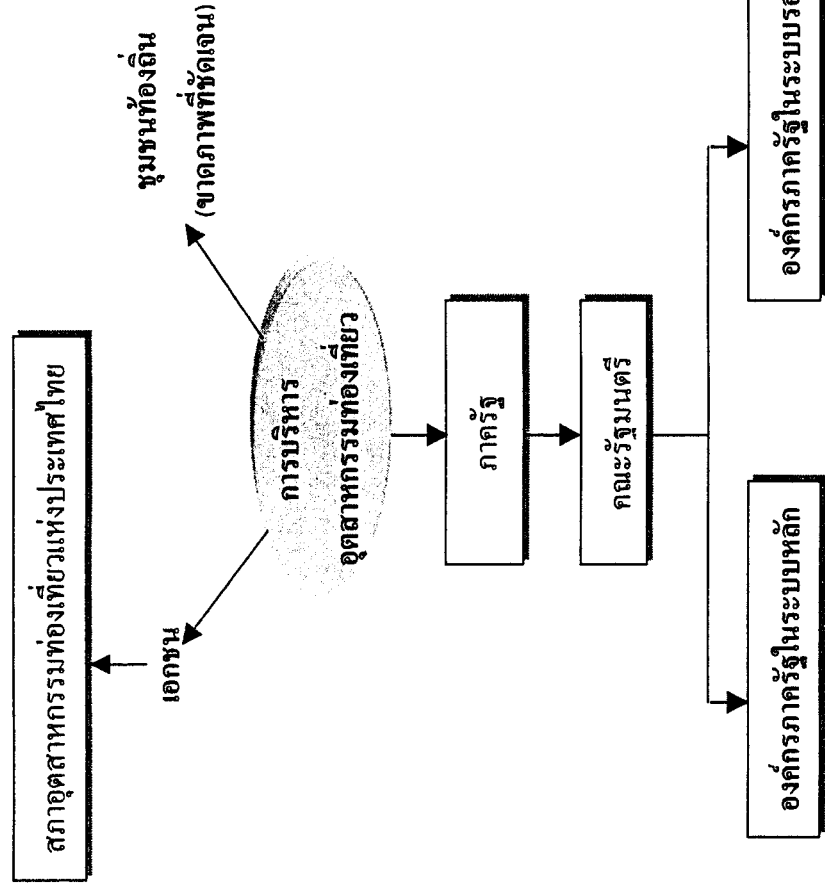 สภาอุตสาหกรรมท่องเที่ยวแห่งประเทศไทย
เอกชน
ชุมชนท้องถิ่น
(ขาดภาพที่ชัดเจน)
การบริหาร
อุตสาหกรรมท่องเที่ยว
ภาครัฐ
คณะรัฐมนตรี
องค์กรภาครัฐในระบบหลัก
องค์กรภาครัฐในระบบ